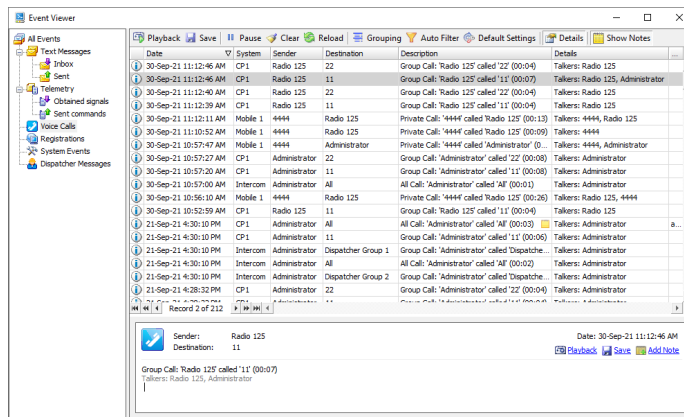 Event Viewer
All Events
Text Messages
Inbox
Sent
Telemetry
Obtained signals
Sent commands
Voice Calls
Registrations
System Events
Dispatcher Messages
Playback Save Pause Clear Reload Grouping Auto Filter Default Settings Details Show Notes
Date System Sender Destination Description Details ...
30-Sep-21 11:12:46 AM CP1 Radio 125 22 Group Call: 'Radio 125' called '22' (00:04) Talkers: Radio 125
30-Sep-21 11:12:46 AM CP1 Radio 125 11 Group Call: 'Radio 125' called '11' (00:07) Talkers: Radio 125, Administrator
30-Sep-21 11:12:40 AM CP1 Radio 125 22 Group Call: 'Radio 125' called '22' (00:04) Talkers: Radio 125
30-Sep-21 11:12:39 AM CP1 Radio 125 11 Group Call: 'Radio 125' called '11' (00:04) Talkers: Radio 125
30-Sep-21 11:12:11 AM Mobile 1 4444 Radio 125 Private Call: '4444' called 'Radio 125' (00:13) Talkers: 4444, Radio 125
30-Sep-21 11:10:52 AM Mobile 1 4444 Radio 125 Private Call: '4444' called 'Radio 125' (00:09) Talkers: 4444
30-Sep-21 10:57:47 AM Mobile 1 4444 Administrator Private Call: '4444' called 'Administrator' (0... Talkers: 4444, Administrator
30-Sep-21 10:57:27 AM CP1 Administrator 22 Group Call: 'Administrator' called '22' (00:08) Talkers: Administrator
30-Sep-21 10:57:20 AM CP1 Administrator 11 Group Call: 'Administrator' called '11' (00:08) Talkers: Administrator
30-Sep-21 10:57:00 AM Intercom Administrator All All Call: 'Administrator' called 'All' (00:01) Talkers: Administrator
30-Sep-21 10:56:10 AM Mobile 1 4444 Radio 125 Private Call: '4444' called 'Radio 125' (00:26) Talkers: Radio 125, 4444
30-Sep-21 10:52:59 AM CP1 Radio 125 11 Group Call: 'Radio 125' called '11' (00:04) Talkers: Radio 125
21-Sep-21 4:30:10 PM CP1 Administrator All All Call: 'Administrator' called 'All' (00:03) Talkers: Administrator a...
21-Sep-21 4:30:10 PM CP1 Administrator 11 Group Call: 'Administrator' called '11' (00:06) Talkers: Administrator
21-Sep-21 4:30:10 PM Intercom Administrator Dispatcher Group 1 Group Call: 'Administrator' called 'Dispatche... Talkers: Administrator
21-Sep-21 4:30:10 PM Intercom Administrator All All Call: 'Administrator' called 'All' (00:02) Talkers: Administrator
21-Sep-21 4:30:10 PM Intercom Administrator Dispatcher Group 2 Group Call: 'Administrator' called 'Dispatche... Talkers: Administrator
21-Sep-21 4:28:32 PM CP1 Administrator 22 Group Call: 'Administrator' called '22' (00:04) Talkers: Administrator
Record 2 of 212
Sender: Radio 125 Date: 30-Sep-21 11:12:46 AM
Destination: 11
Playback Save Add Note
Group Call: 'Radio 125' called '11' (00:07)
Talkers: Radio 125, Administrator